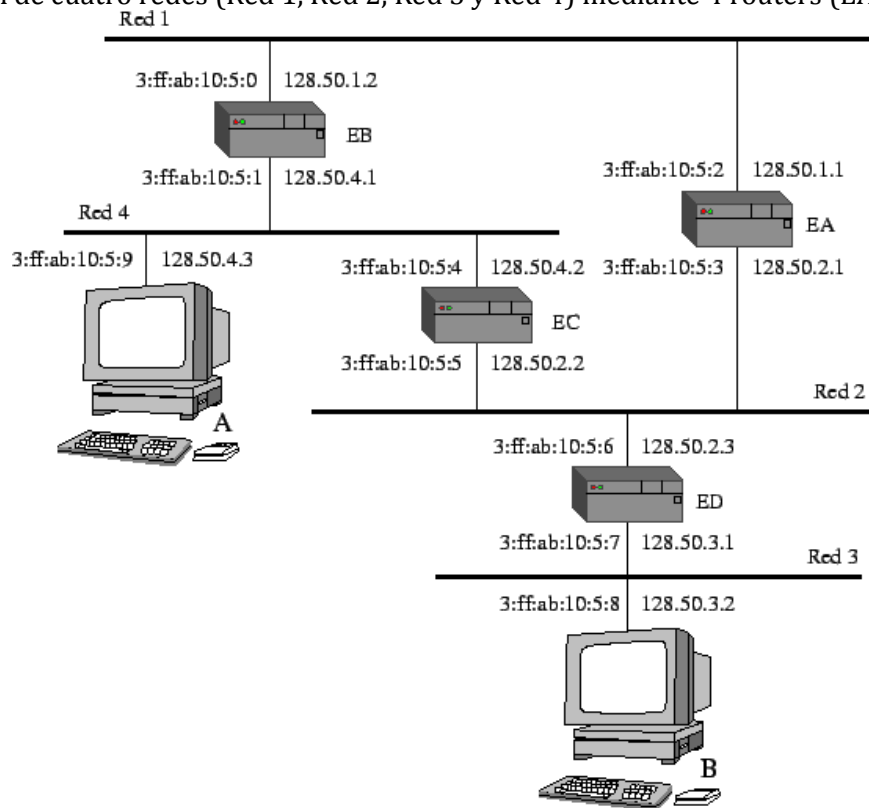 de cuatro redes (Red 1, Red 2, Red 3 y Red 4) mediante 4 routers
Red 1
3:ff:ab:10:5:0 128.50.1.2
EB
3:ff:ab:10:5:1 128.50.4.1
3:ff:ab:10:5:2 128.50.1.1
EA
3:ff:ab:10:5:3 128.50.2.1
Red 4
3:ff:ab:10:5:9 128.50.4.3
A
3:ff:ab:10:5:4 128.50.4.2
EC
3:ff:ab:10:5:5 128.50.2.2
Red 2
3:ff:ab:10:5:6 128.50.2.3
ED
3:ff:ab:10:5:7 128.50.3.1
Red 3
3:ff:ab:10:5:8 128.50.3.2
B